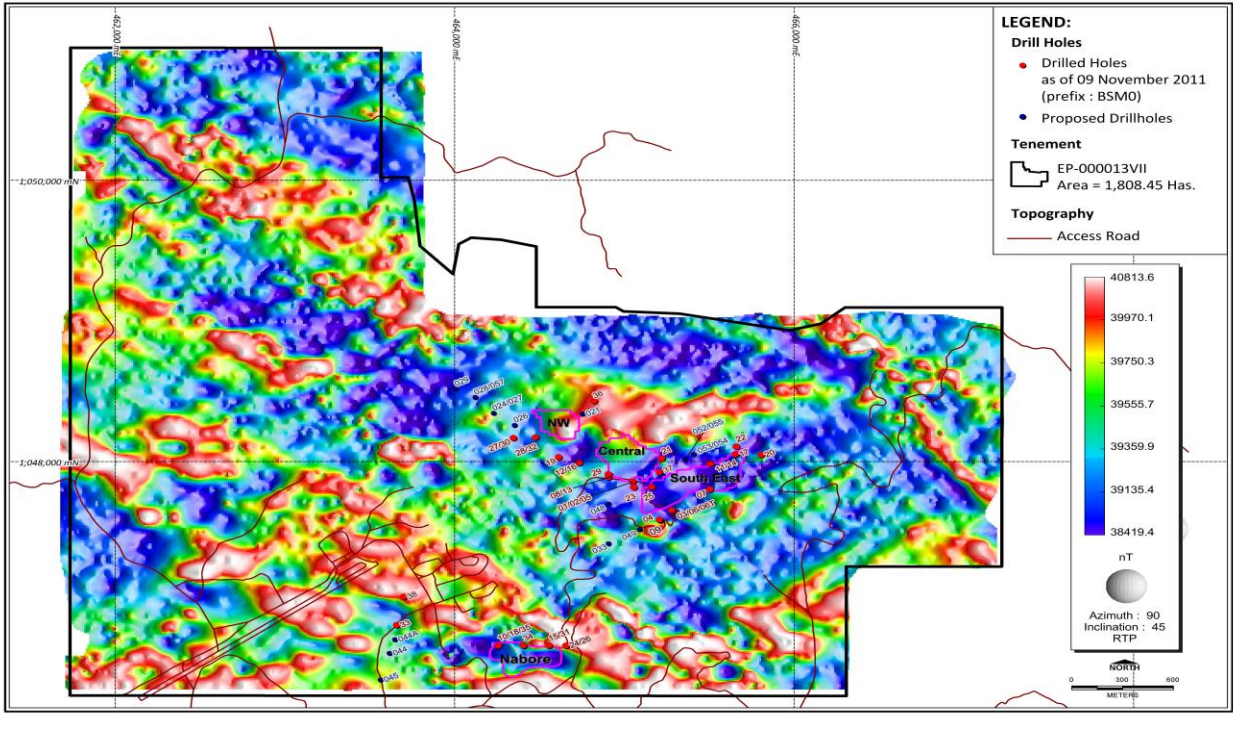 462,000 mE
464,000 mE
466,000 mE
LEGEND:
Drill Holes
Drilled Holes
as of 09 November 2011
(prefix : BSM0)
Proposed Drillholes
Tenement
EP-000013VII
Area = 1,808.45 Has.
Topography
Access Road
1,050,000 mN
1,048,000 mN
40813.6
39970.1
39750.3
39555.7
39359.9
39135.4
38419.4
nT
Azimuth : 90
Inclination : 45
RTP
NORTH
0 300 600
METERS
029
028/057
024/027
026
36
021
NW
27/30
28/32
052/055
053/054
22
Central
21
19
12/16
29
17
11/14
12
20
South East
08/13
01/02/05
23
25
07
048
04
03/06/06T
049
09
033
38
33
044A
044
045
10/18/35
34
15/31
24/26
Nabore